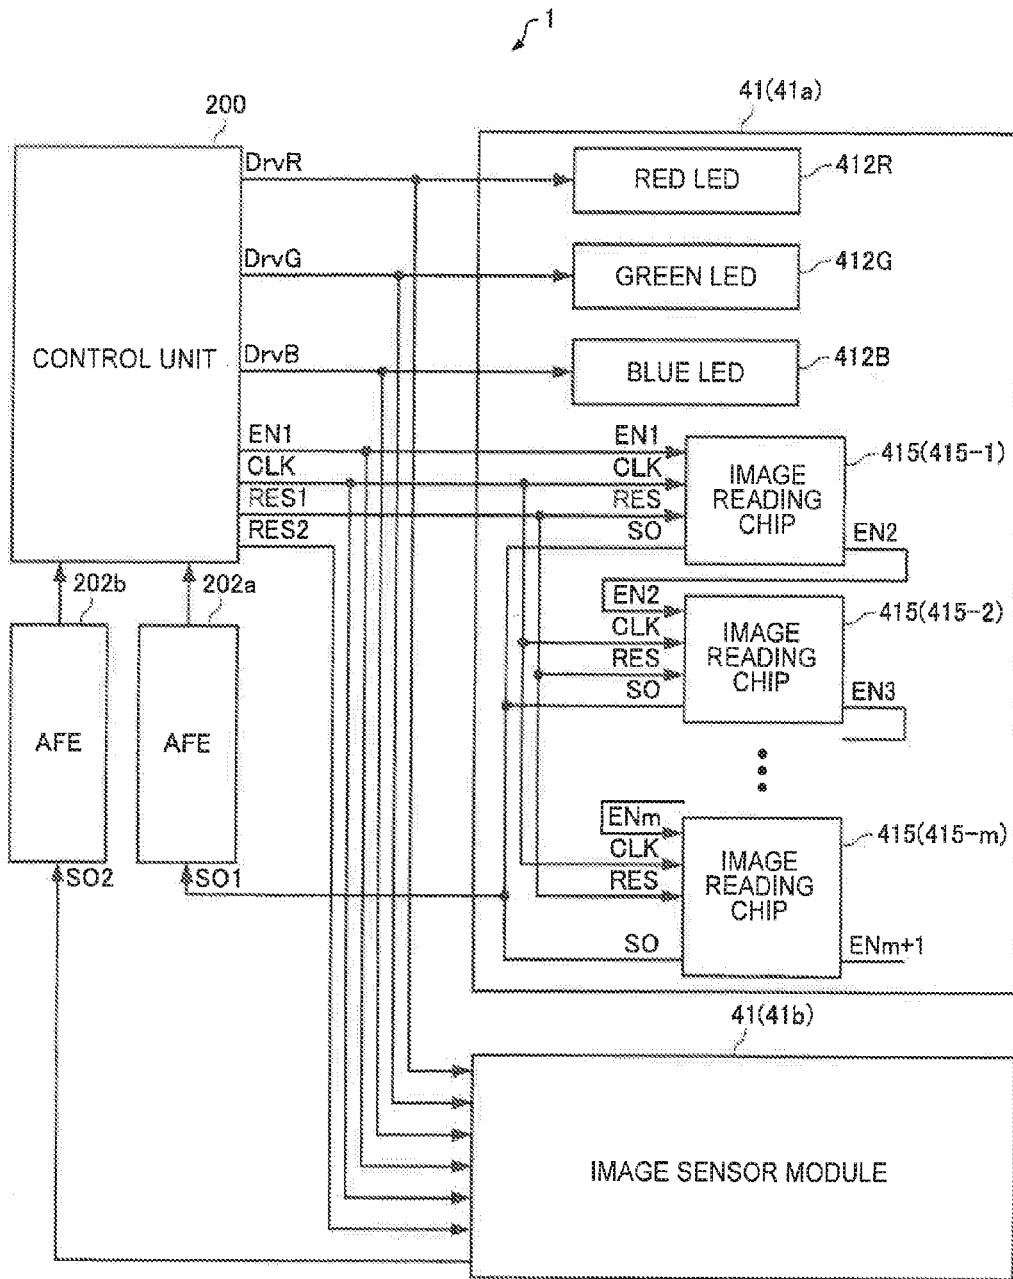 1
41(41a)
200
DrvR
RED LED
412R
DrvG
GREEN LED
412G
CONTROL UNIT
DrvB
BLUE LED
412B
EN1
EN1
415(415-1)
CLK
CLK
IMAGE
READING
CHIP
RES1
RES
RES2
SO
EN2
202b
202a
EN2
415(415-2)
CLK
IMAGE
READING
CHIP
RES
SO
EN3
AFE
AFE
ENm
415(415-m)
CLK
IMAGE
READING
CHIP
SO2
SO1
RES
SO
ENm+1
41(41b)
IMAGE SENSOR MODULE